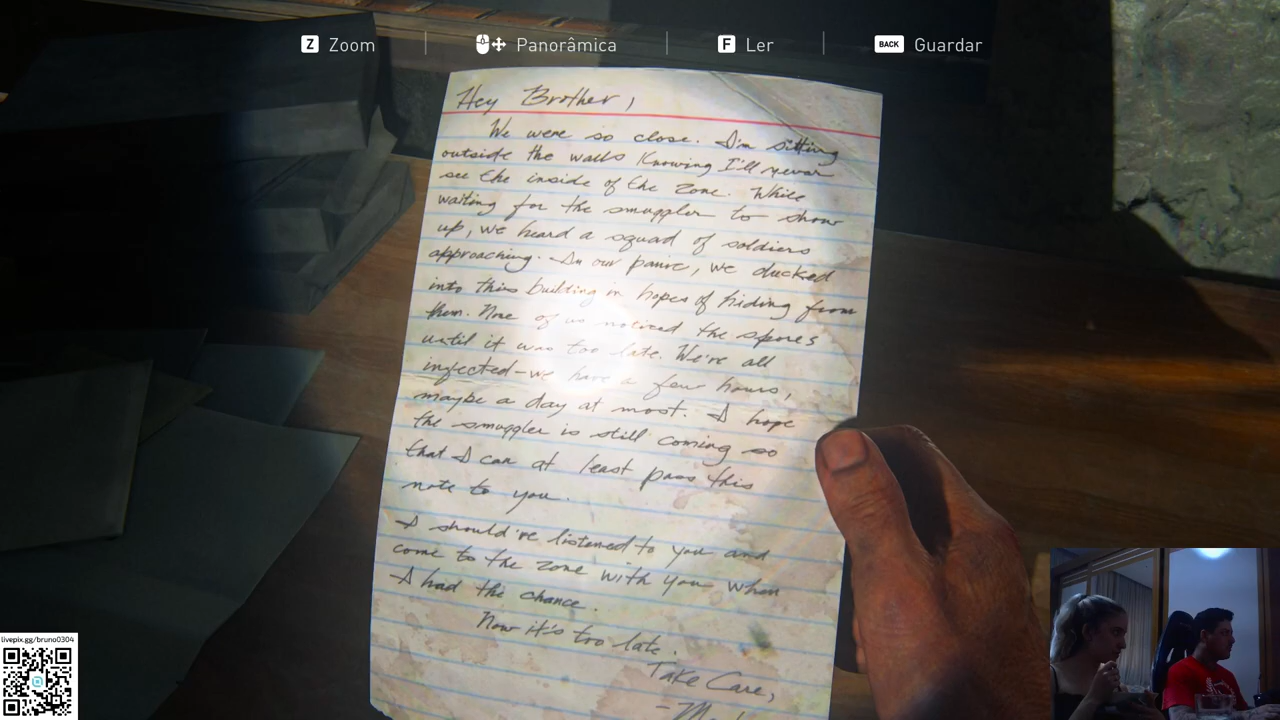 Z Zoom
F Ler
Panorâmica
BACK Guardar
Hey Brother,
We were so close. I'm sitting
outside the walls knowing I'll never
see the inside of the zone. While
waiting for the smuggler to show
up, we heard a squad of soldiers
approaching. In our panic, we ducked
into this building in hopes of hiding from
them. None of us noticed the spores
until it was too late. We're all
infected-we have a few hours,
maybe a day at most. I hope
the smuggler is still coming so
that I can at least pass this
note to you.
I should've listened to you and
come to the zone with you when
I had the chance.
Now it's too late.
Take Care,
livepix.gg/bruno0304